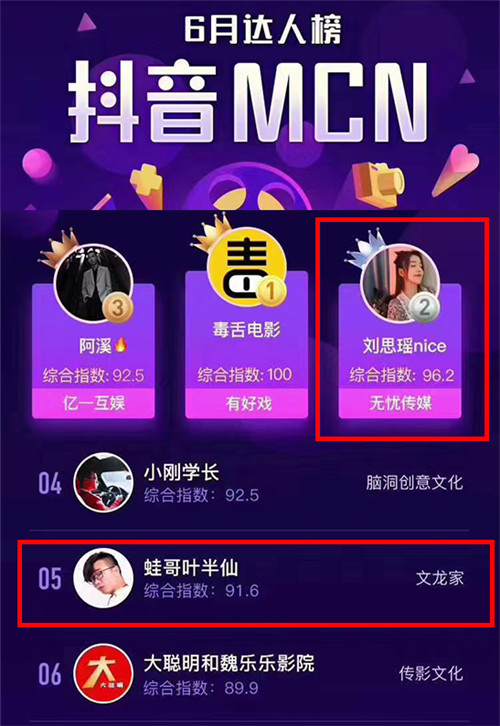 6月达人榜
抖音MCN
3
阿溪🔥
综合指数: 92.5
亿一互娱
毒
1
毒舌电影
综合指数: 100
有好戏
2
刘思瑶nice
综合指数: 96.2
无忧传媒
04
小刚学长
综合指数: 92.5
脑洞创意文化
05
蛙哥叶半仙
综合指数: 91.6
文龙家
06
大
大聪明和魏乐乐影院
综合指数: 89.9
传影文化